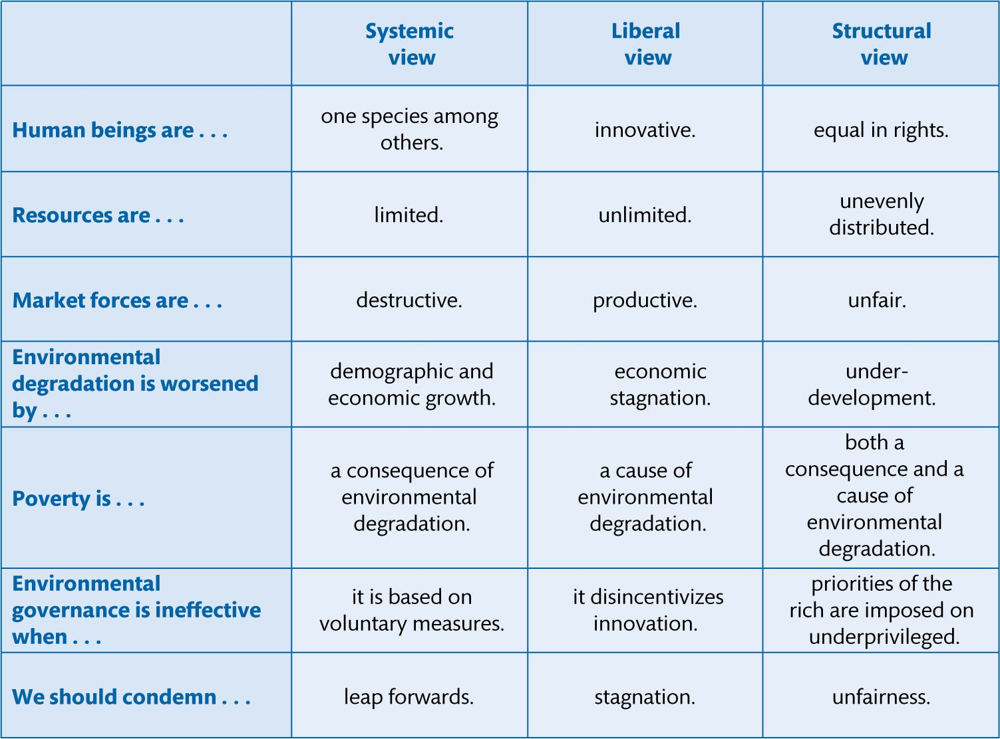 Systemic
view
Liberal
view
Structural
view
Human beings are . . .
one species among
others.
innovative.
equal in rights.
Resources are . . .
limited.
unlimited.
unevenly
distributed.
Market forces are . . .
destructive.
productive.
unfair.
Environmental
degradation is worsened
by . . .
demographic and
economic growth.
economic
stagnation.
under-
development.
Poverty is . . .
a consequence of
environmental
degradation.
a cause of
environmental
degradation.
both a
consequence and a
cause of
environmental
degradation.
Environmental
governance is ineffective
when . . .
it is based on
voluntary measures.
it disincentivizes
innovation.
priorities of the
rich are imposed on
underprivileged.
We should condemn . . .
leap forwards.
stagnation.
unfairness.